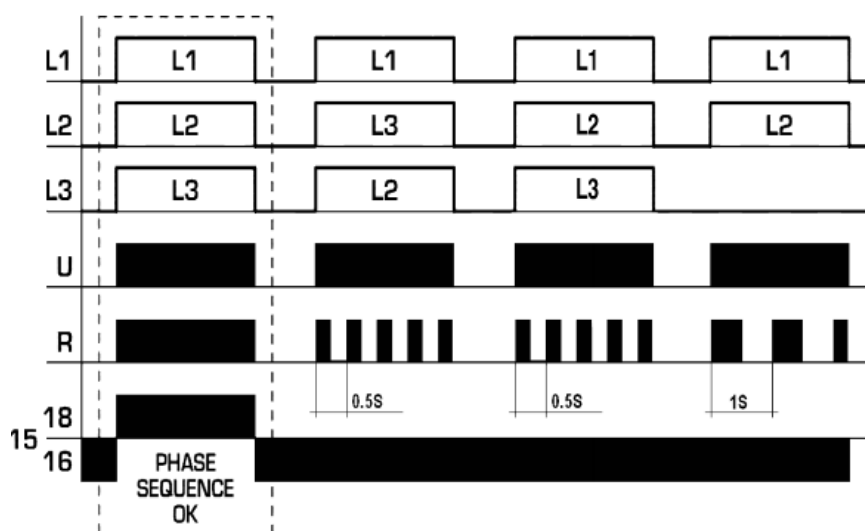 L1 L1 L1 L1 L1
L2 L2 L3 L2 L2
L3 L3 L2 L3
U
R
0.5S 0.5S 1S
18
15
16
PHASE
SEQUENCE
OK